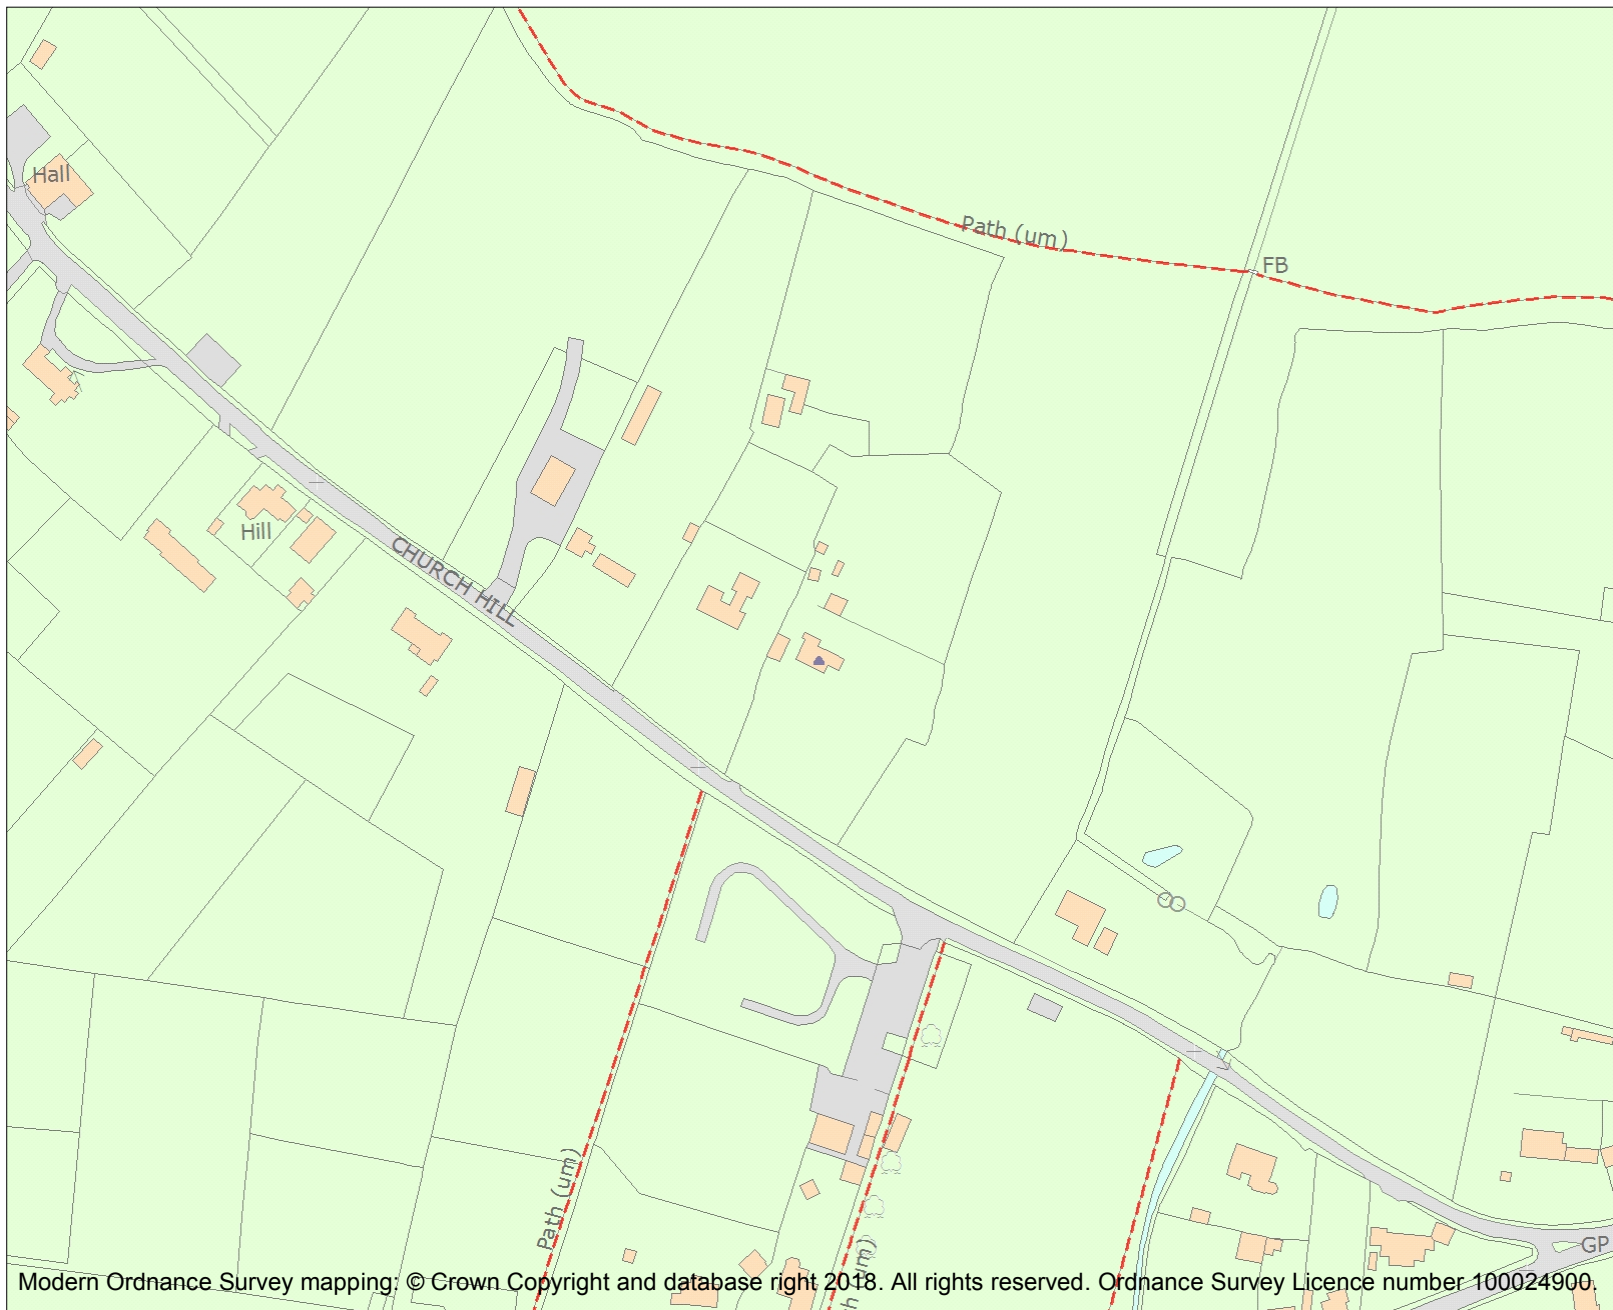 Hall
Path (um)
FB
Hill
CHURCH HILL
Path (um)
h (um)
GP
Modern Ordnance Survey mapping: © Crown Copyright and database right 2018. All rights reserved. Ordnance Survey Licence number 100024900.